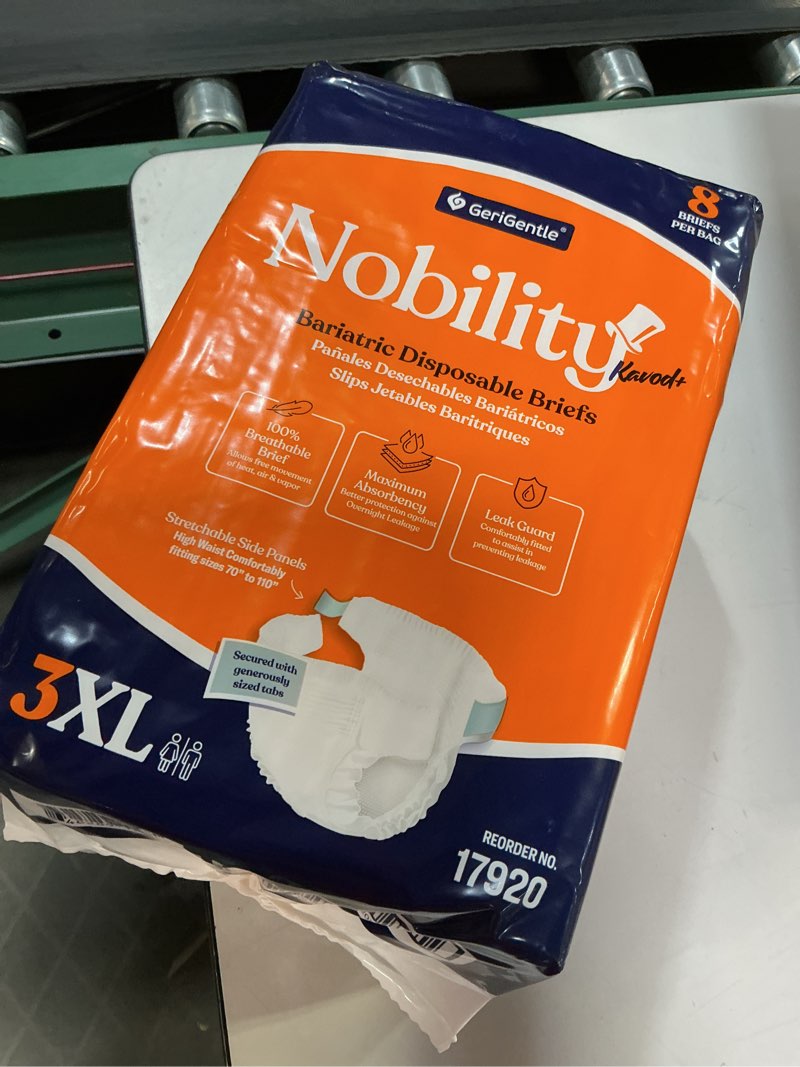 8
BRIEFS
PER BAG
GeriGentle®
Nobility
Kavod+
Bariatric Disposable Briefs
Pañales Desechables Bariátricos
Slips Jetables Baritriques
100%
Breathable
Brief
Allows free movement
of heat, air & vapor
Maximum
Absorbency
Better protection against
Overnight Leakage
Leak Guard
Comfortably fitted
to assist in
preventing leakage
Stretchable Side Panels
High Waist Comfortably
fitting sizes 70" to 110"
Secured with
generously
sized tabs
3XL
REORDER NO.
17920